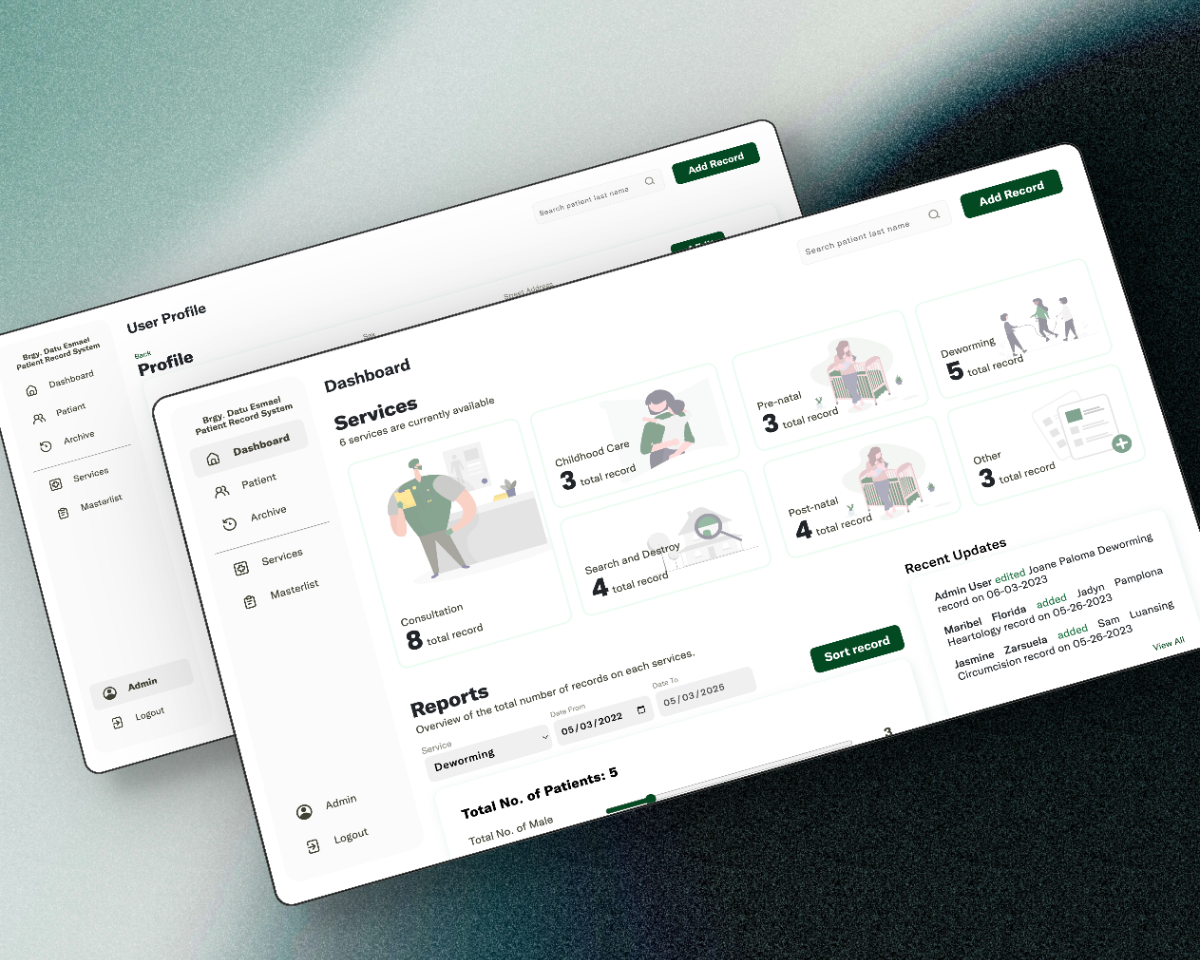 Add Record
Search patient last name
User Profile
Brgy. Datu Esmael
Patient Record System
Back
Profile
Street Address
Dashboard
Patient
Archive
Services
Masterlist
Admin
Logout
Add Record
Search patient last name
Dashboard
Brgy. Datu Esmael
Patient Record System
Dashboard
Patient
Archive
Services
Masterlist
Admin
Logout
Services
6 services are currently available
Consultation
8 total record
Childhood Care
3 total record
Search and Destroy
4 total record
Pre-natal
3 total record
Post-natal
4 total record
Deworming
5 total record
Other
3 total record
Reports
Overview of the total number of records on each services.
Sort record
Service
Deworming
Date From
05/03/2022
Date To
05/03/2025
Total No. of Patients: 5
Total No. of Male
3
Recent Updates
Admin User edited Joane Paloma Deworming
record on 06-03-2023
Maribel Florida added Jadyn Pamplona
Heartology record on 05-26-2023
Jasmine Zarsuela added Sam Luansing
Circumcision record on 05-26-2023
View All